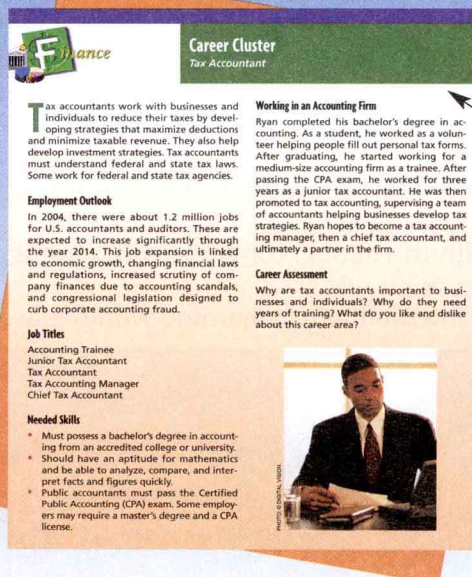 Finance
Career Cluster
Tax Accountant
Tax accountants work with businesses and
individuals to reduce their taxes by devel-
oping strategies that maximize deductions
and minimize taxable revenue. They also help
develop investment strategies. Tax accountants
must understand federal and state tax laws.
Some work for federal and state tax agencies.
Employment Outlook
In 2004, there were about 1.2 million jobs
for U.S. accountants and auditors. These are
expected to increase significantly through
the year 2014. This job expansion is linked
to economic growth, changing financial laws
and regulations, increased scrutiny of com-
pany finances due to accounting scandals,
and congressional legislation designed to
curb corporate accounting fraud.
Job Titles
Accounting Trainee
Junior Tax Accountant
Tax Accountant
Tax Accounting Manager
Chief Tax Accountant
Needed Skills
• Must possess a bachelor's degree in account-
ing from an accredited college or university.
• Should have an aptitude for mathematics
and be able to analyze, compare, and inter-
pret facts and figures quickly.
• Public accountants must pass the Certified
Public Accounting (CPA) exam. Some employ-
ers may require a master's degree and a CPA
license.
Working in an Accounting Firm
Ryan completed his bachelor's degree in ac-
counting. As a student, he worked as a volun-
teer helping people fill out personal tax forms.
After graduating, he started working for a
medium-size accounting firm as a trainee. After
passing the CPA exam, he worked for three
years as a junior tax accountant. He was then
promoted to tax accounting, supervising a team
of accountants helping businesses develop tax
strategies. Ryan hopes to become a tax account-
ing manager, then a chief tax accountant, and
ultimately a partner in the firm.
Career Assessment
Why are tax accountants important to busi-
nesses and individuals? Why do they need
years of training? What do you like and dislike
about this career area?
PHOTO: © DIGITAL VISION.